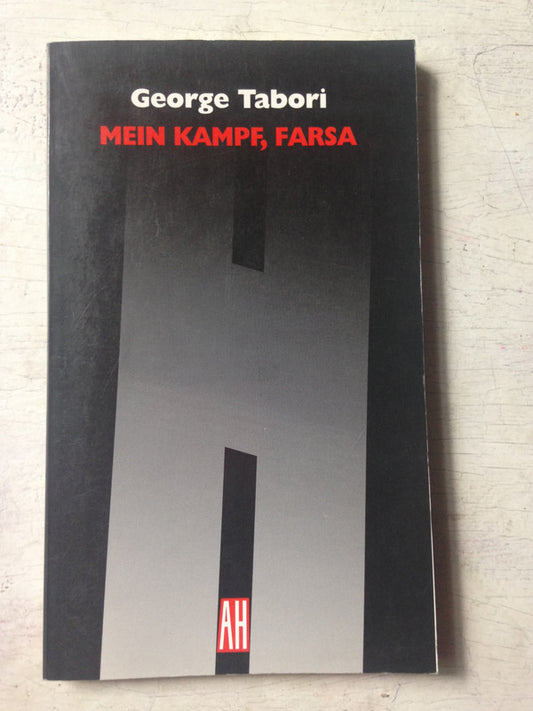 George Tabori
MEIN KAMPF, FARSA
AH